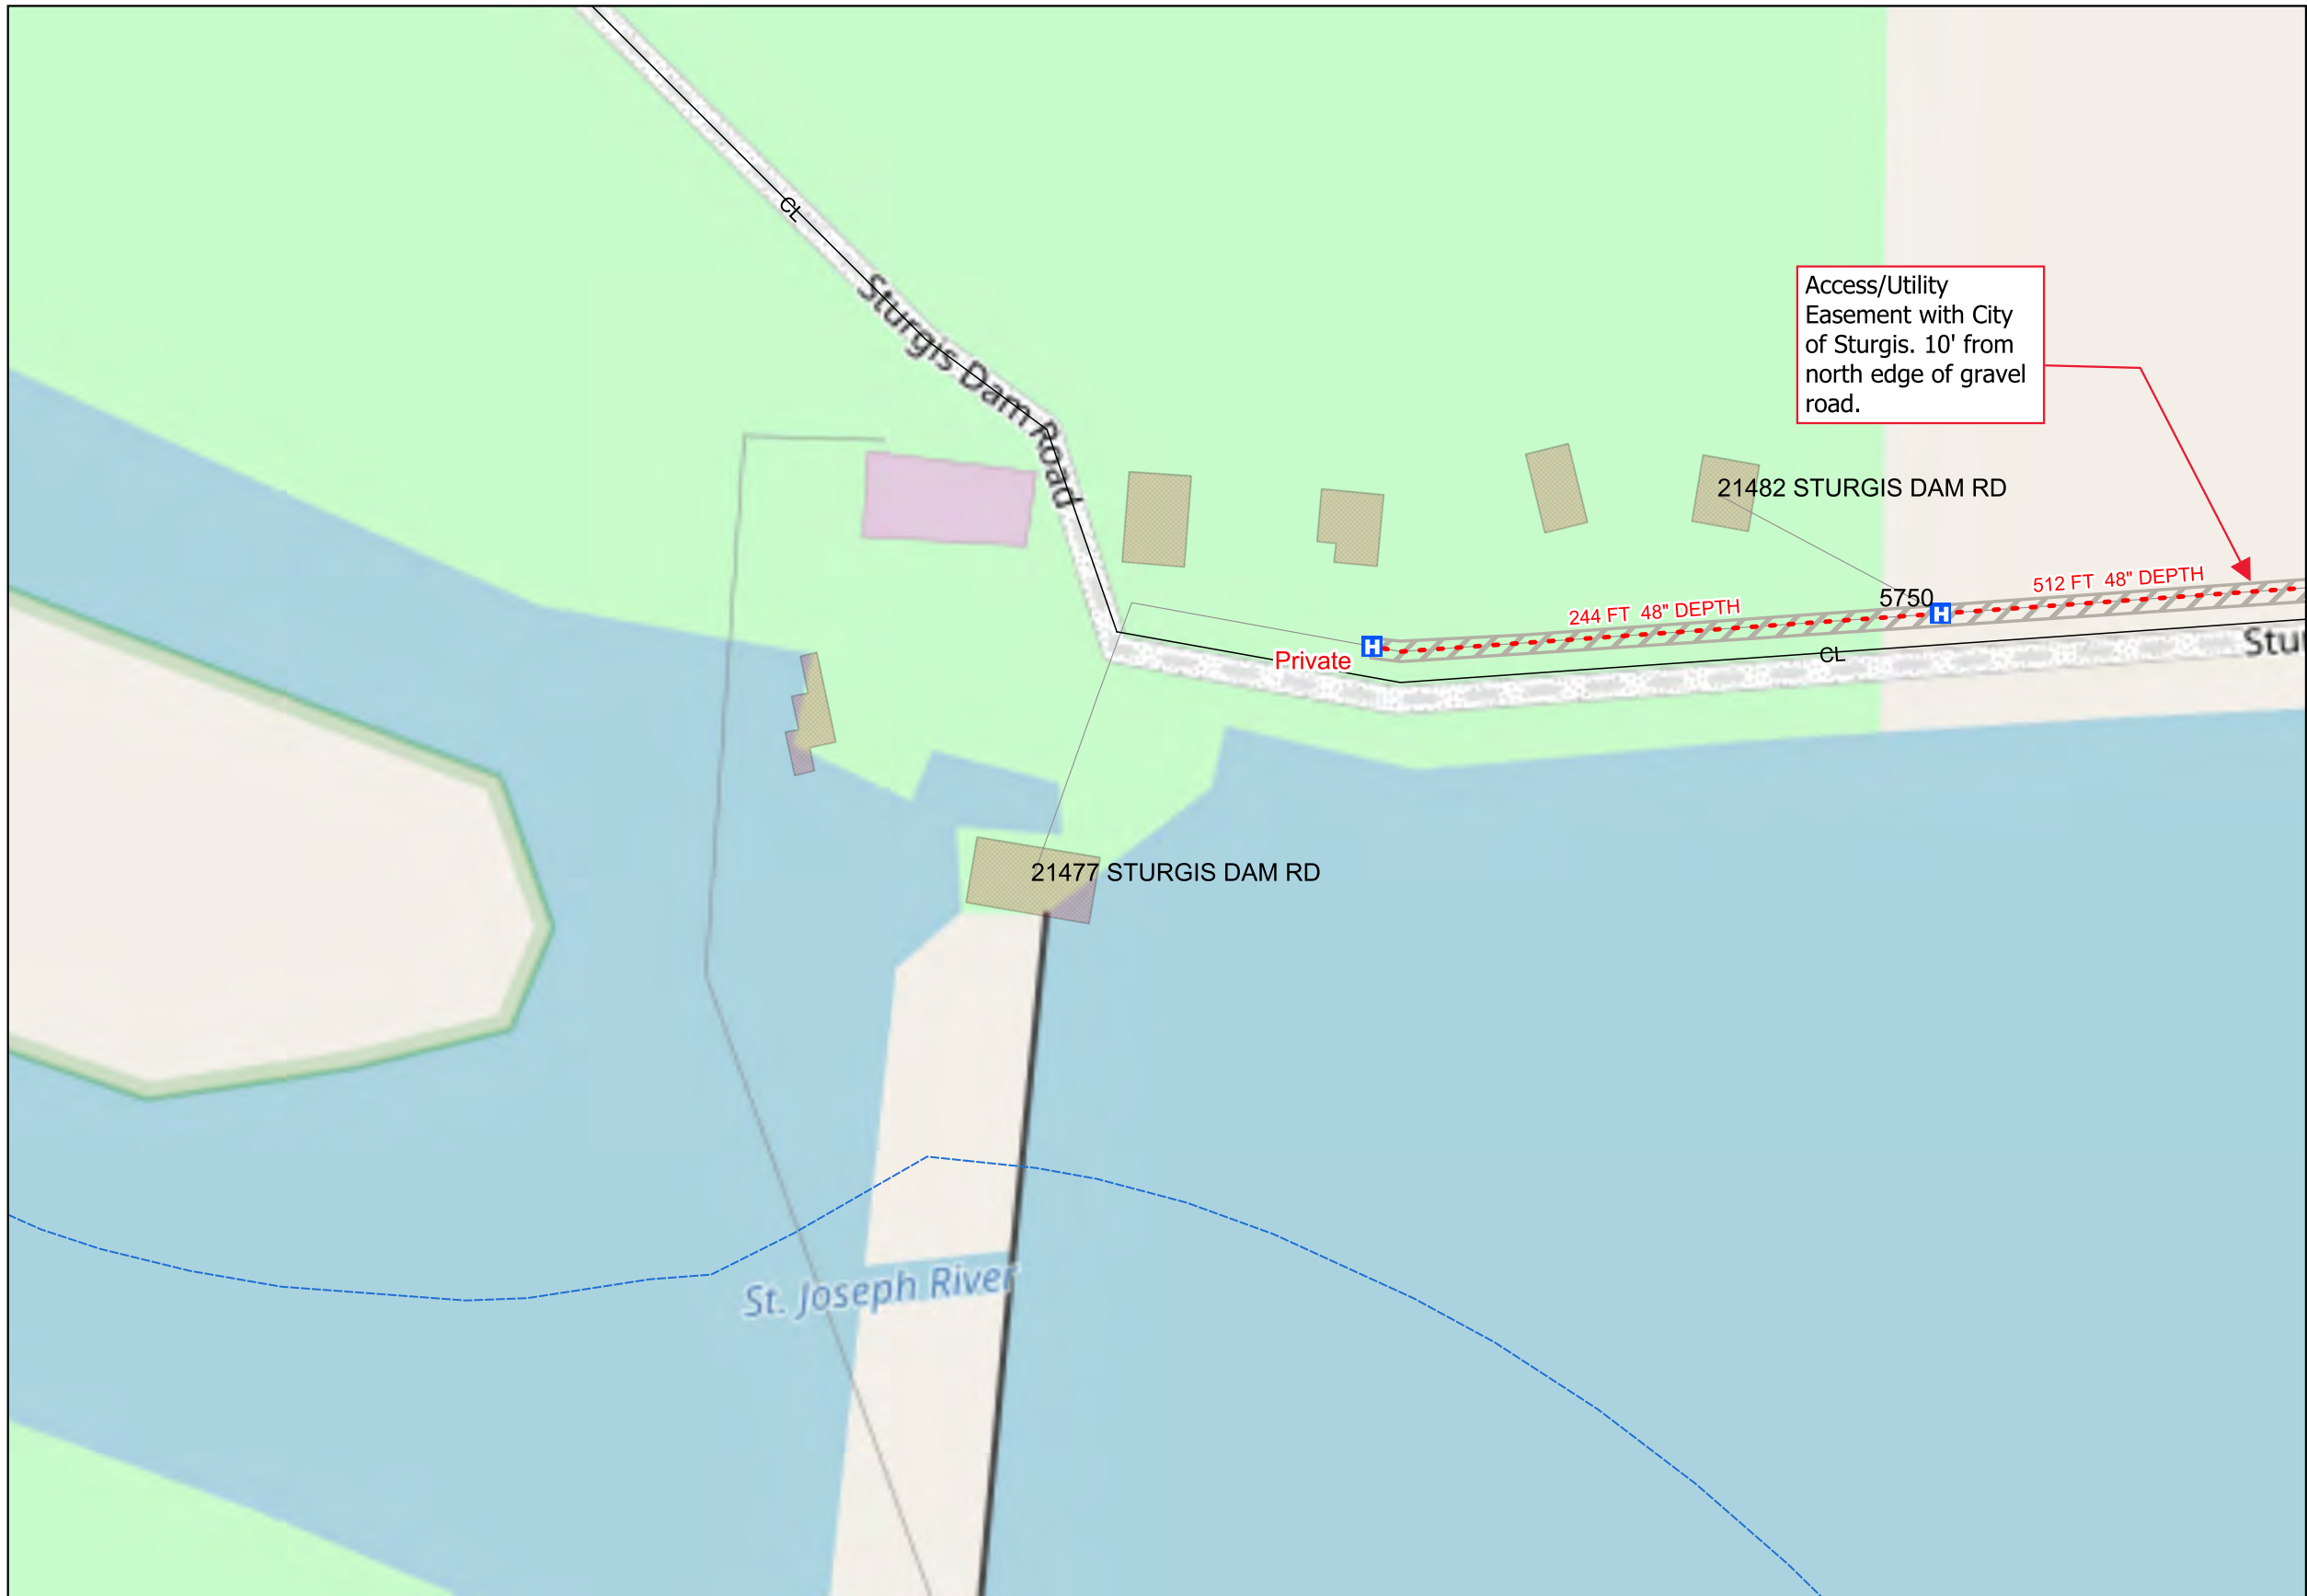 CL
Sturgis Dam Road
Access/Utility
Easement with City
of Sturgis. 10' from
north edge of gravel
road.
21482 STURGIS DAM RD
512 FT 48" DEPTH
5750
H
244 FT 48" DEPTH
H
Private
CL
Stur
21477 STURGIS DAM RD
St. Joseph River